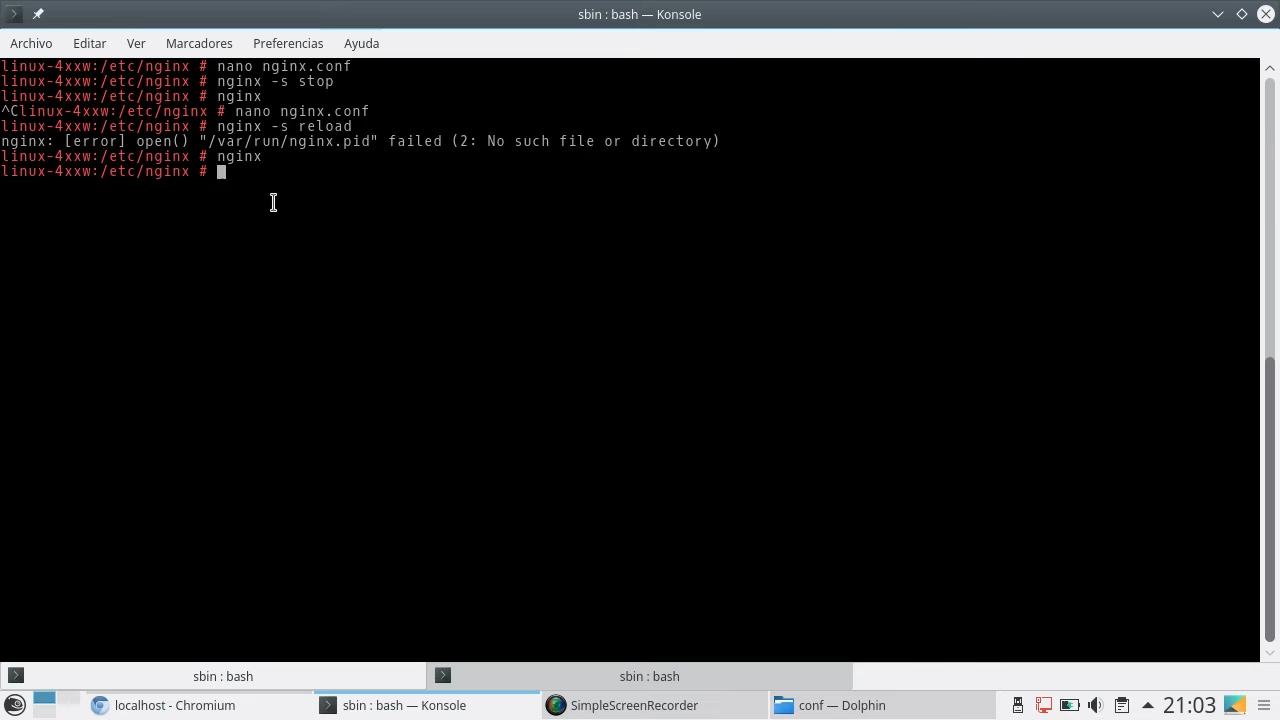 sbin : bash — Konsole
Archivo Editar Ver Marcadores Preferencias Ayuda
linux-4xxw:/etc/nginx # nano nginx.conf
linux-4xxw:/etc/nginx # nginx -s stop
linux-4xxw:/etc/nginx # nginx
^Clinux-4xxw:/etc/nginx # nano nginx.conf
linux-4xxw:/etc/nginx # nginx -s reload
nginx: [error] open() "/var/run/nginx.pid" failed (2: No such file or directory)
linux-4xxw:/etc/nginx # nginx
linux-4xxw:/etc/nginx #
sbin : bash sbin : bash
localhost - Chromium sbin : bash — Konsole SimpleScreenRecorder conf — Dolphin 21:03